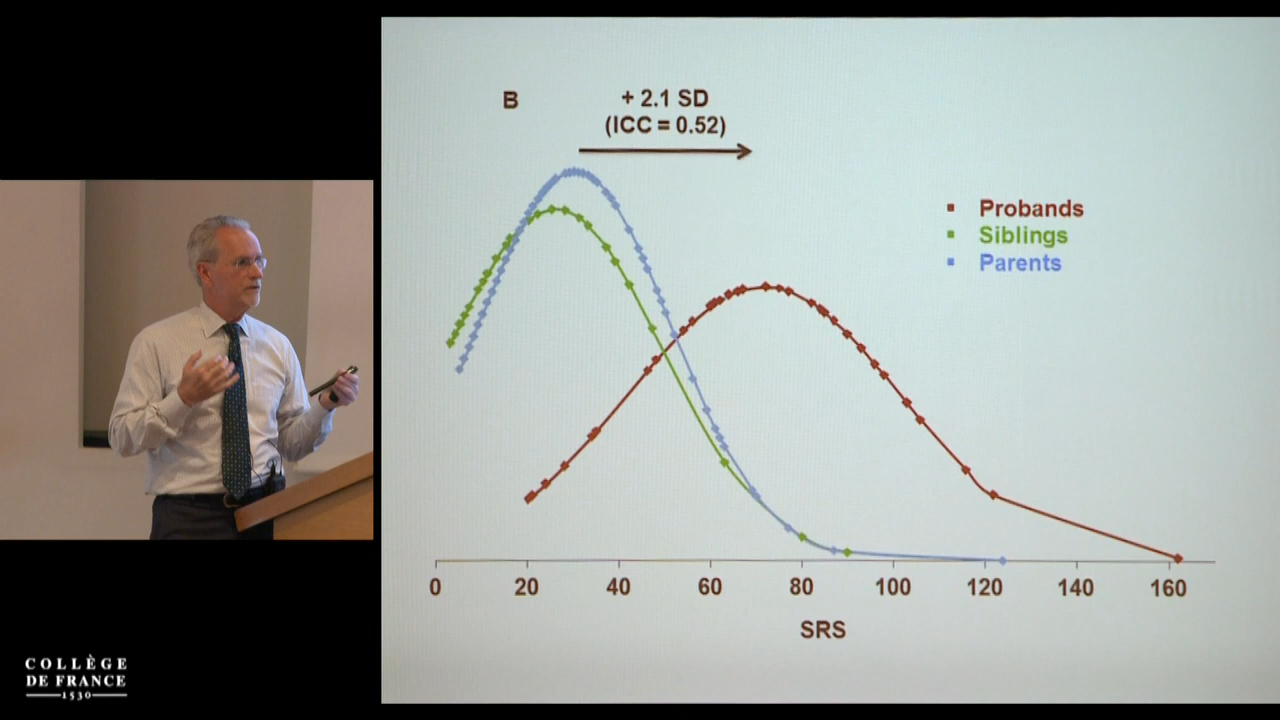 B
+ 2.1 SD
(ICC = 0.52)
Probands
Siblings
Parents
0 20 40 60 80 100 120 140 160
SRS
COLLÈGE
DE FRANCE
1530